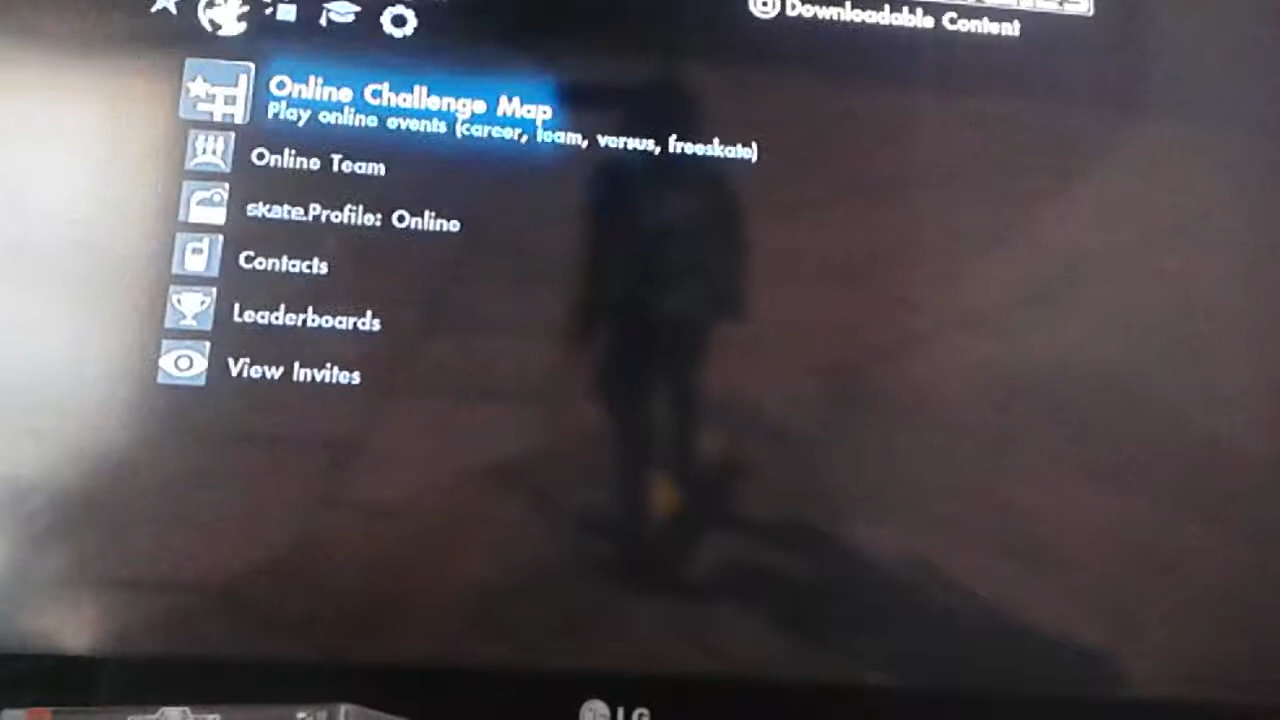 Downloadable Content
Online Challenge Map
Play online events (career, team, versus, freeskate)
Online Team
skate.Profile: Online
Contacts
Leaderboards
View Invites
LG